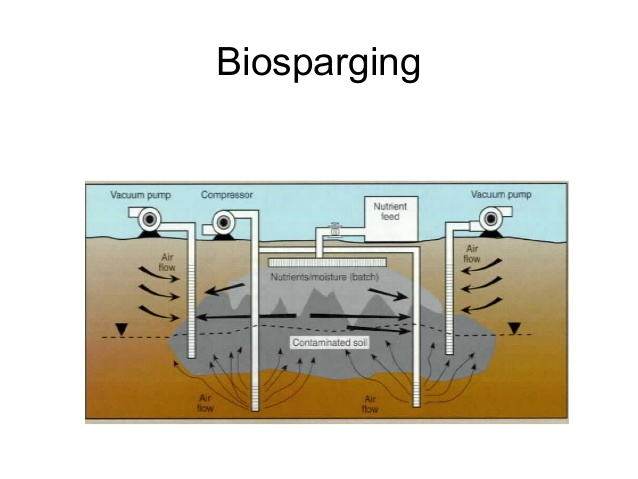 Biosparging
Vacuum pump
Compressor
Nutrient
feed
Vacuum pump
Air
flow
Air
flow
Nutrients/moisture (batch)
Contaminated soil
Air
flow
Air
flow